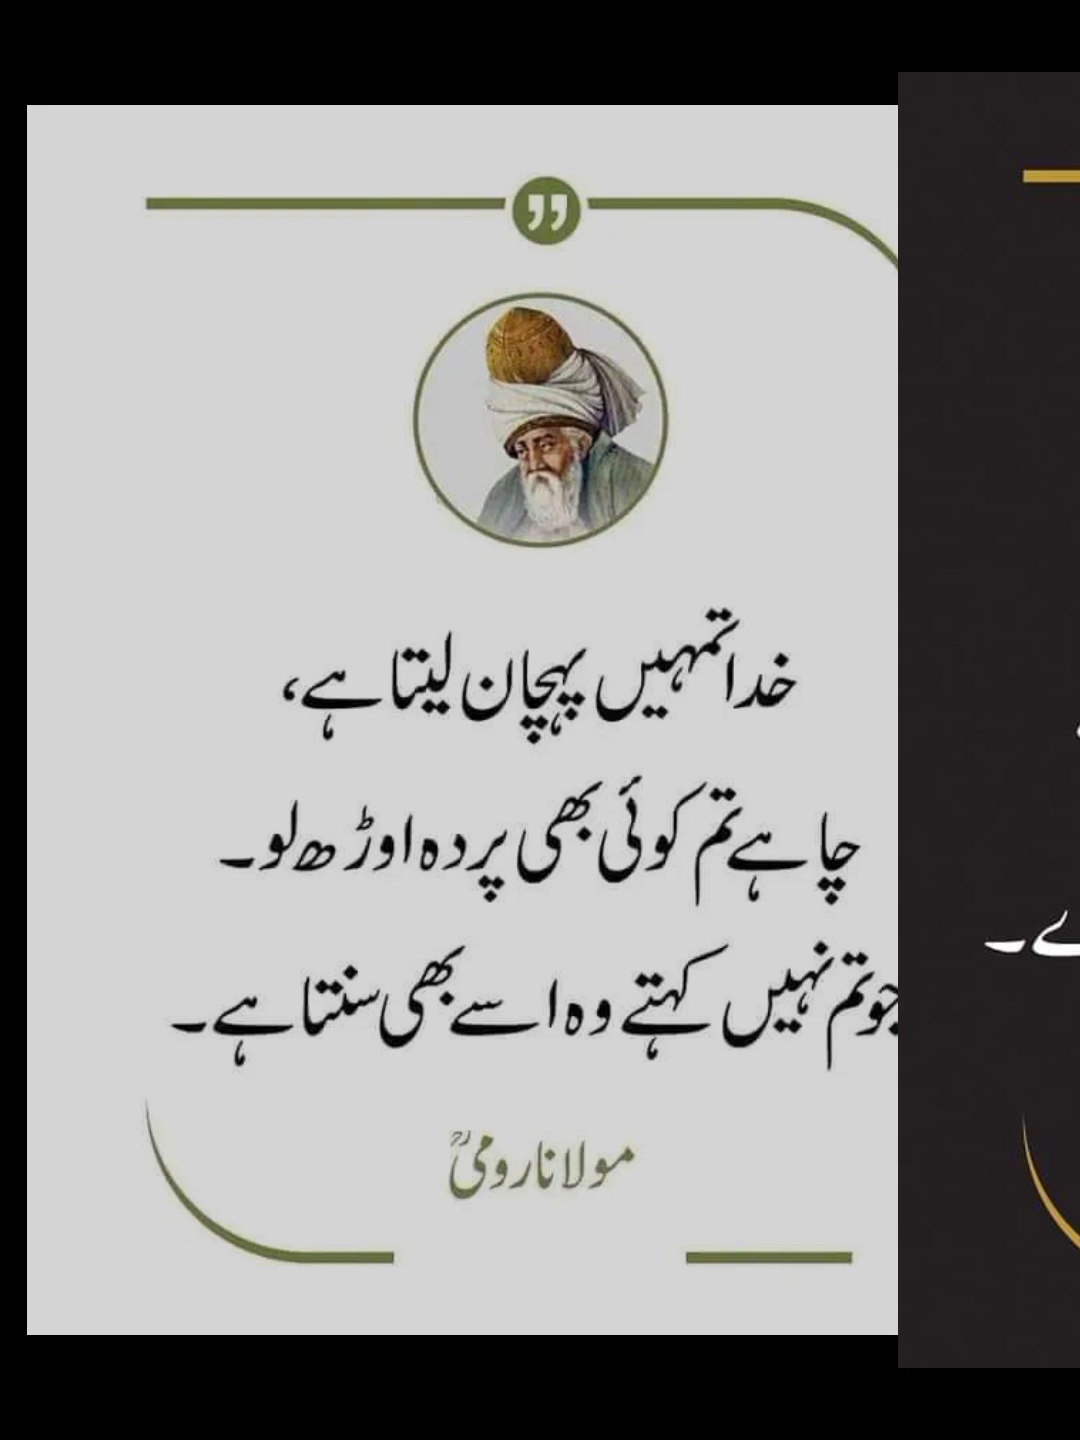 خدا تمہیں پہچان لیتا ہے،
چاہے تم کوئی بھی پردہ اوڑھ لو۔
جو تم نہیں کہتے وہ اسے بھی سنتا ہے۔
مولانا رومیؒ